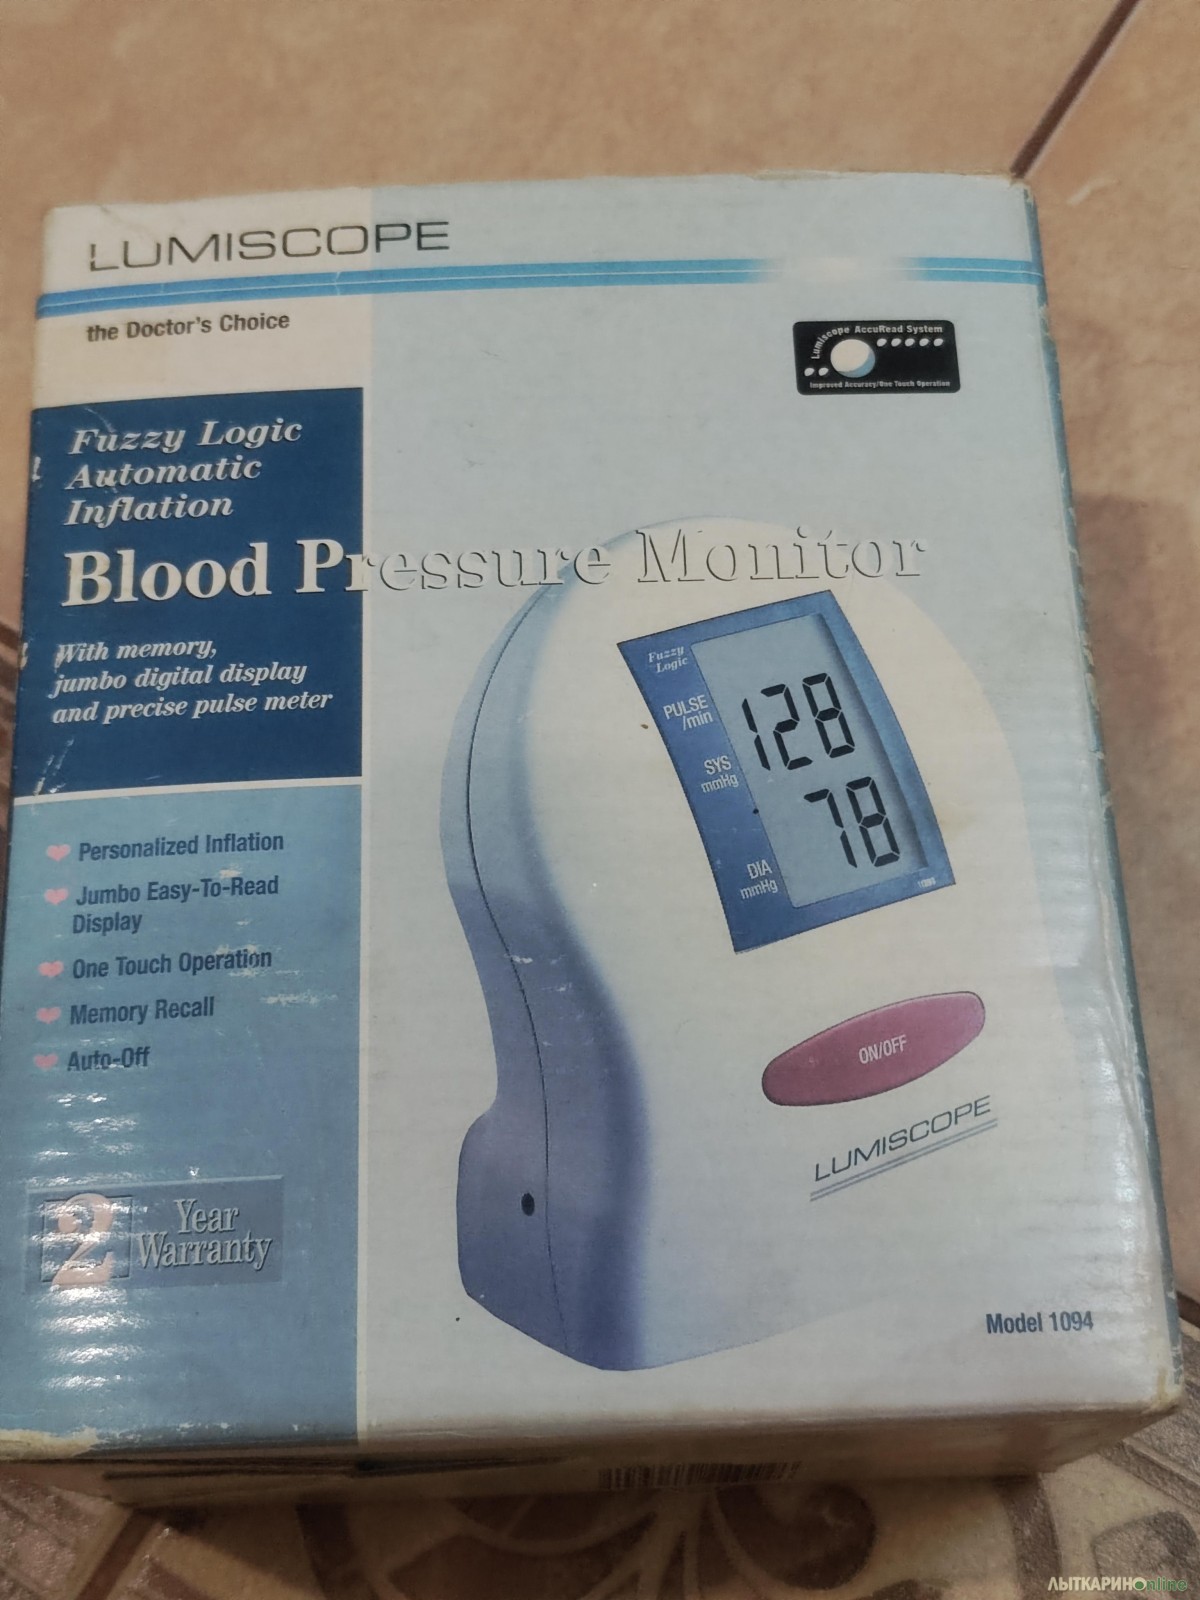 LUMISCOPE
the Doctor's Choice
Lumiscope AccuRead System
Improved Accuracy/One Touch Operation
Fuzzy Logic
Automatic
Inflation
Blood Pressure Monitor
With memory,
jumbo digital display
and precise pulse meter
Fuzzy
Logic
PULSE
/min
SYS
mmHg
DIA
mmHg
128
78
Personalized Inflation
Jumbo Easy-To-Read
Display
One Touch Operation
Memory Recall
Auto-Off
ON/OFF
LUMISCOPE
2 Year
Warranty
Model 1094
ЛЫТКАРИНОonline